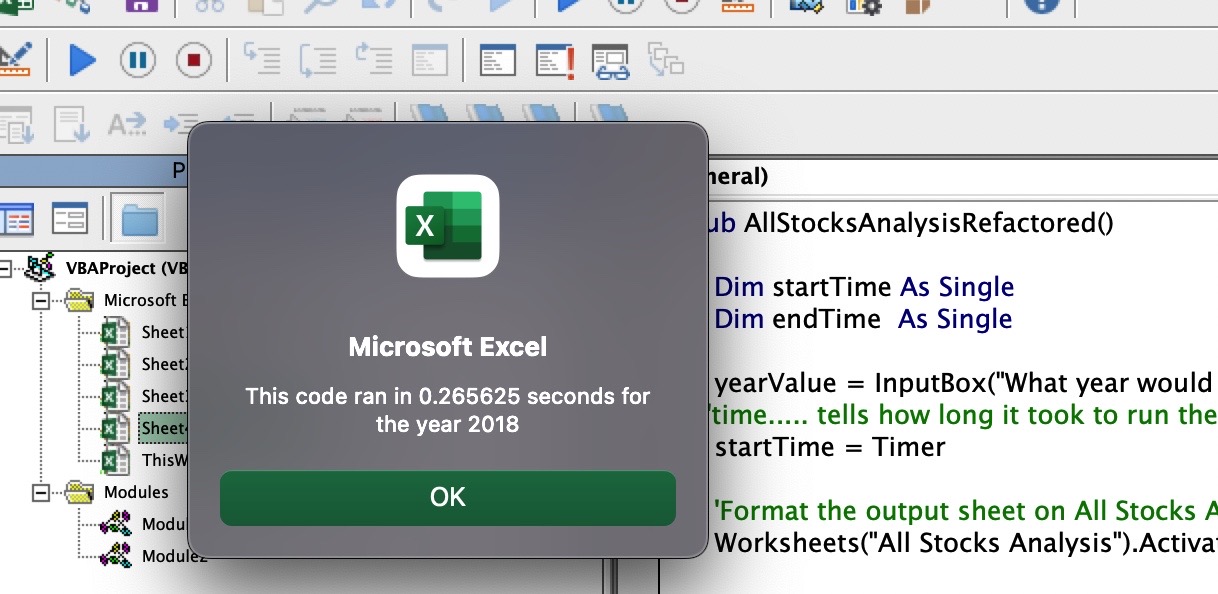 VBAProject (VB
Microsoft E
Sheet
Sheet
Sheet
Sheet
ThisW
Modules
Modu
Module2
X
Microsoft Excel
This code ran in 0.265625 seconds for
the year 2018
OK
neral)
ub AllStocksAnalysisRefactored()
Dim startTime As Single
Dim endTime As Single
yearValue = InputBox("What year would
'time..... tells how long it took to run the
startTime = Timer
'Format the output sheet on All Stocks A
Worksheets("All Stocks Analysis").Activat